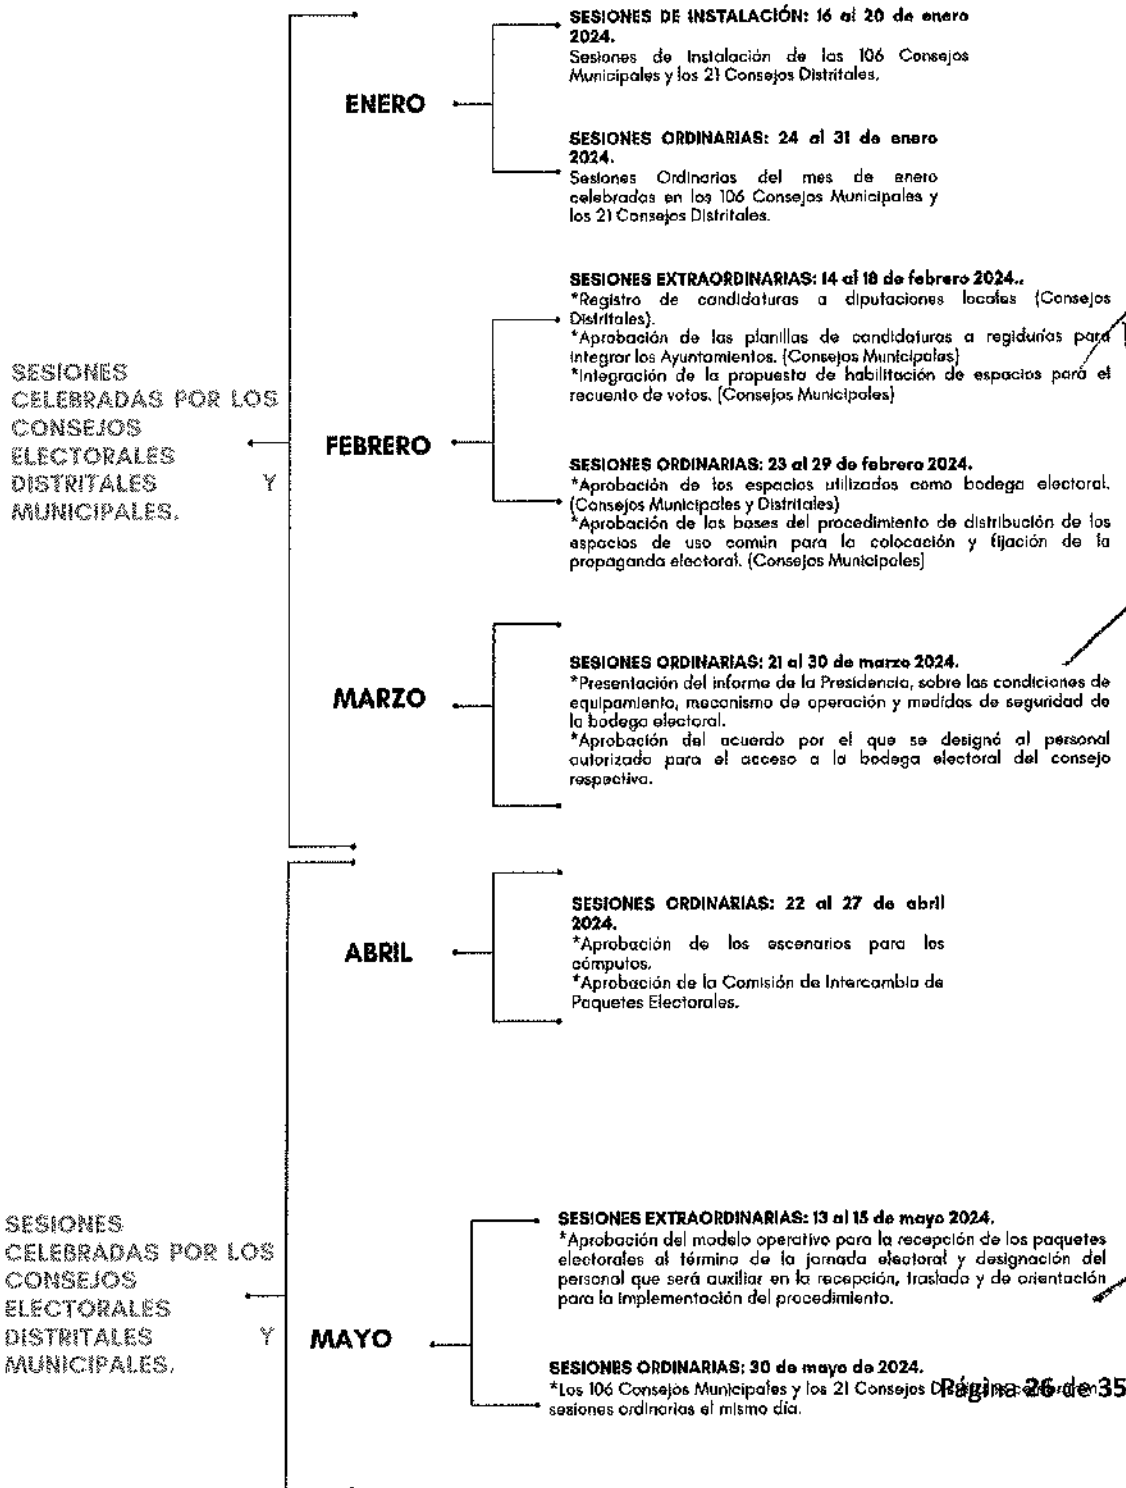 SESIONES DE INSTALACIÓN: 16 al 20 de enero
2024.
Sesiones de Instalación de los 106 Consejos
Municipales y los 21 Consejos Distritales.
ENERO
SESIONES ORDINARIAS: 24 al 31 de enero
2024.
Sesiones Ordinarias del mes de enero
celebradas en los 106 Consejos Municipales y
los 21 Consejos Distritales.
SESIONES
CELEBRADAS POR LOS
CONSEJOS
ELECTORALES
DISTRITALES Y
MUNICIPALES.
FEBRERO
SESIONES EXTRAORDINARIAS: 14 al 18 de febrero 2024..
*Registro de candidaturas a diputaciones locales (Consejos
Distritales).
*Aprobación de las planillas de candidaturas a regidurías para
integrar los Ayuntamientos. (Consejos Municipales)
*Integración de la propuesta de habilitación de espacios para el
recuento de votos. (Consejos Municipales)
SESIONES ORDINARIAS: 23 al 29 de febrero 2024.
*Aprobación de los espacios utilizados como bodega electoral.
(Consejos Municipales y Distritales)
*Aprobación de las bases del procedimiento de distribución de los
espacios de uso común para la colocación y fijación de la
propaganda electoral. (Consejos Municipales)
MARZO
SESIONES ORDINARIAS: 21 al 30 de marzo 2024.
*Presentación del informe de la Presidencia, sobre las condiciones de
equipamiento, mecanismo de operación y medidas de seguridad de
la bodega electoral.
*Aprobación del acuerdo por el que se designó al personal
autorizado para el acceso a la bodega electoral del consejo
respectivo.
ABRIL
SESIONES ORDINARIAS: 22 al 27 de abril
2024.
*Aprobación de los escenarios para los
cómputos.
*Aprobación de la Comisión de Intercambio de
Paquetes Electorales.
SESIONES
CELEBRADAS POR LOS
CONSEJOS
ELECTORALES
DISTRITALES Y
MUNICIPALES.
MAYO
SESIONES EXTRAORDINARIAS: 13 al 15 de mayo 2024.
*Aprobación del modelo operativo para la recepción de los paquetes
electorales al término de la jornada electoral y designación del
personal que será auxiliar en la recepción, traslado y de orientación
para la implementación del procedimiento.
SESIONES ORDINARIAS: 30 de mayo de 2024.
*Los 106 Consejos Municipales y los 21 Consejos
sesiones ordinarias el mismo día.
Página 26 de 35